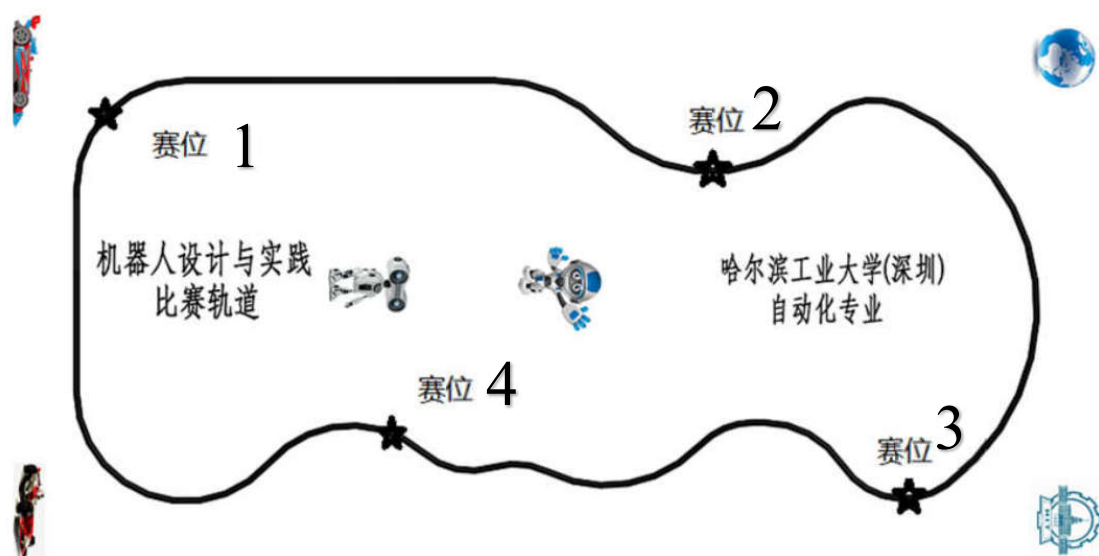 赛位 1
赛位 2
机器人设计与实践
比赛轨道
哈尔滨工业大学(深圳)
自动化专业
赛位 4
赛位 3